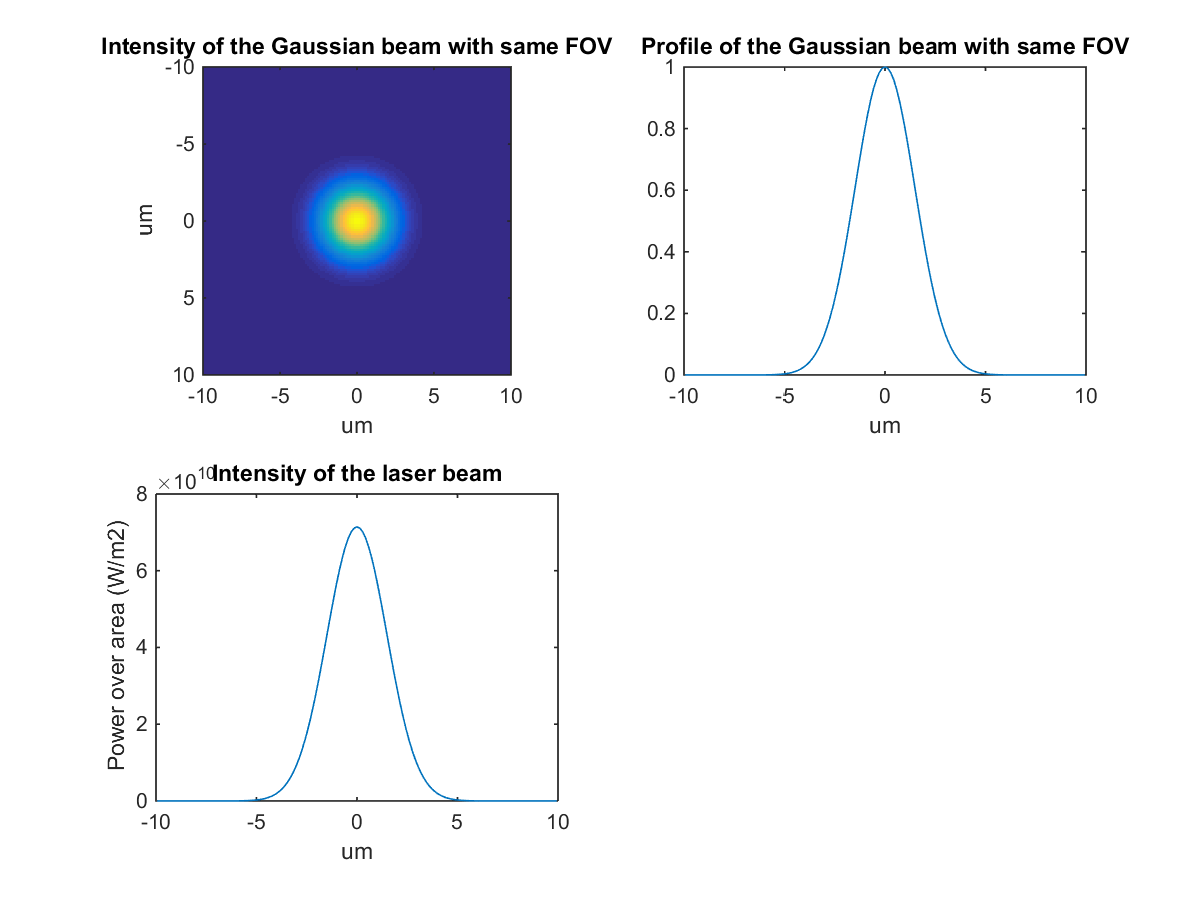 Intensity of the Gaussian beam with same FOV
-10
-5
0
5
10
um
-10 -5 0 5 10
um
Profile of the Gaussian beam with same FOV
1
0.8
0.6
0.4
0.2
0
-10 -5 0 5 10
um
Intensity of the laser beam
×10^10
8
6
4
2
0
Power over area (W/m2)
-10 -5 0 5 10
um